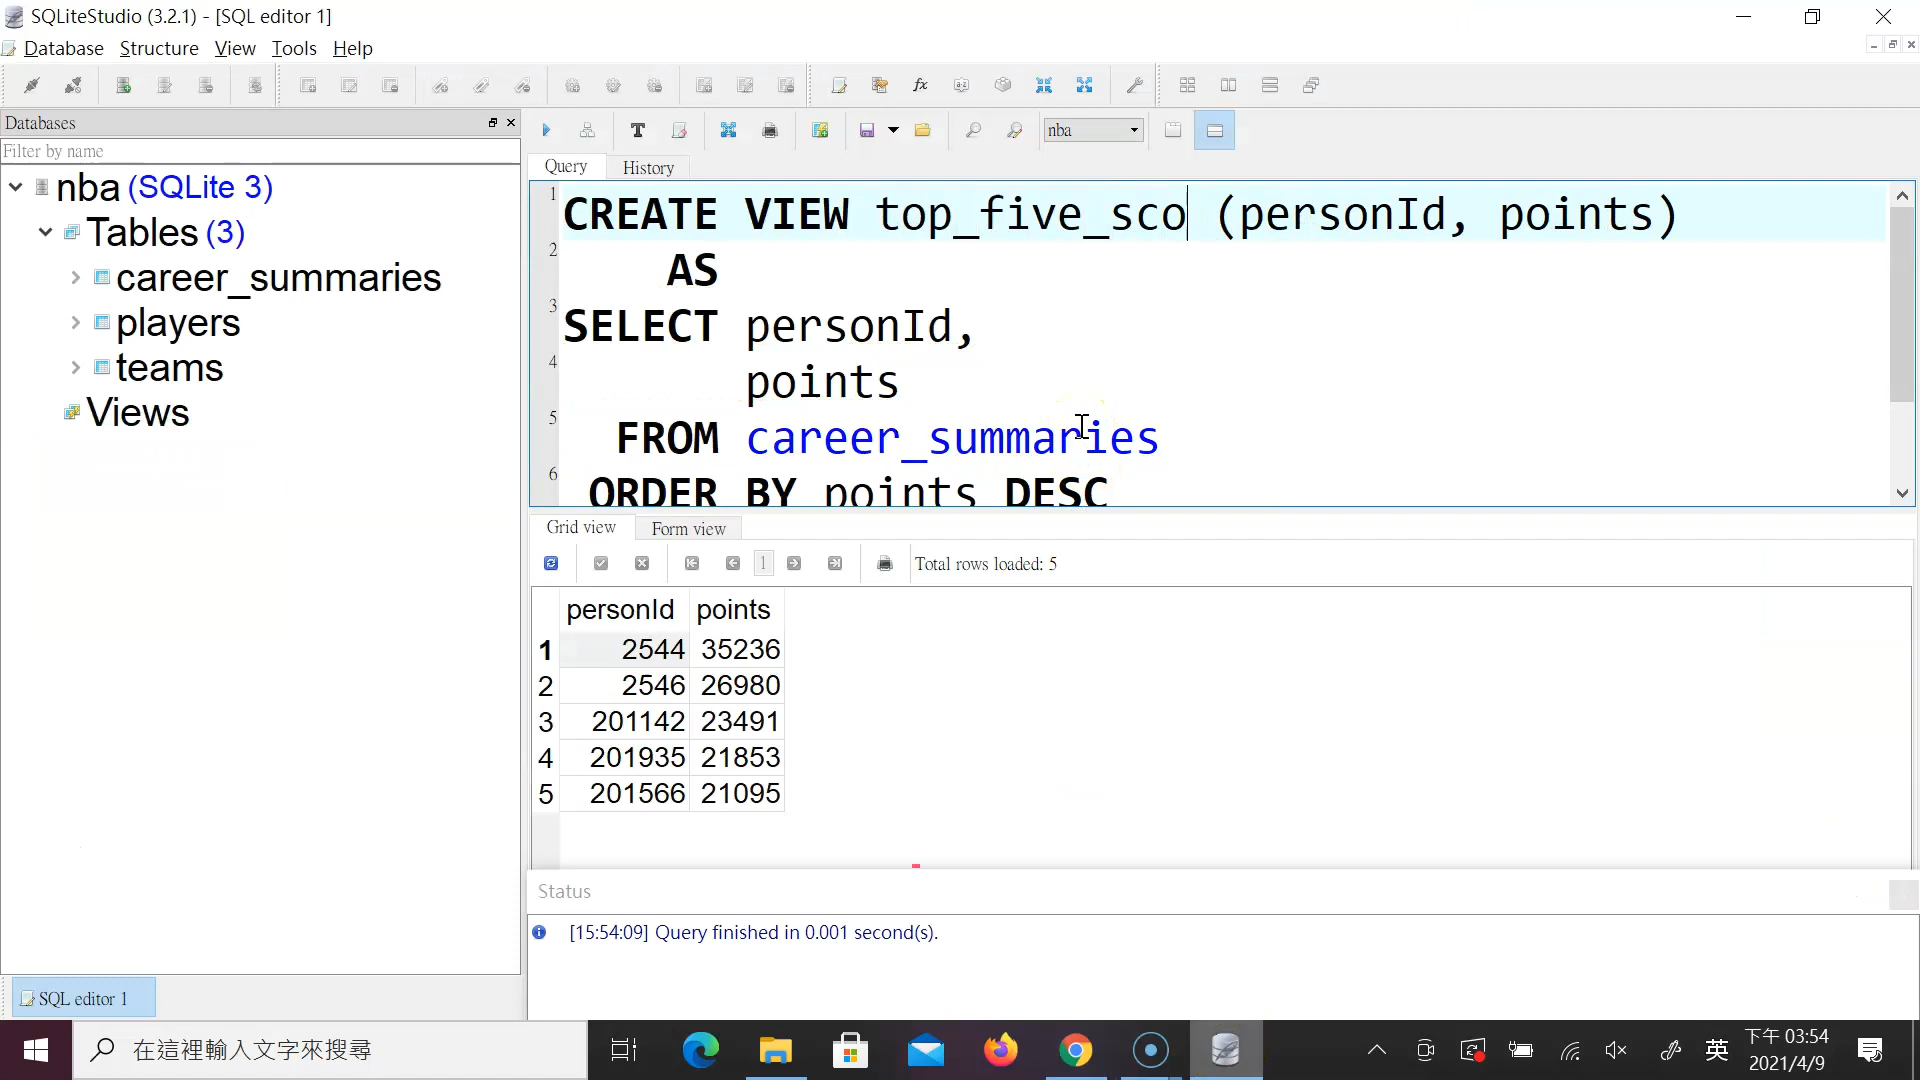 SQLiteStudio (3.2.1) - [SQL editor 1]
Database Structure View Tools Help
Databases
Filter by name
nba (SQLite 3)
Tables (3)
career_summaries
players
teams
Views
nba
Query History
1 CREATE VIEW top_five_sco (personId, points)
2 AS
3 SELECT personId,
4 points
5 FROM career_summaries
6 ORDER BY points DESC
Grid view Form view
1 Total rows loaded: 5
personId points
1 2544 35236
2 2546 26980
3 201142 23491
4 201935 21853
5 201566 21095
Status
[15:54:09] Query finished in 0.001 second(s).
SQL editor 1
在這裡輸入文字來搜尋
英
下午 03:54
2021/4/9